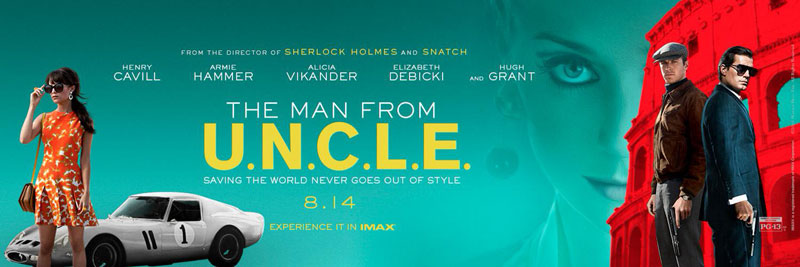 FROM THE DIRECTOR OF SHERLOCK HOLMES AND SNATCH
HENRY CAVILL
ARMIE HAMMER
ALICIA VIKANDER
ELIZABETH DEBICKI
AND HUGH GRANT
THE MAN FROM
U.N.C.L.E.
SAVING THE WORLD NEVER GOES OUT OF STYLE
8.14
EXPERIENCE IT IN IMAX
1
PG-13